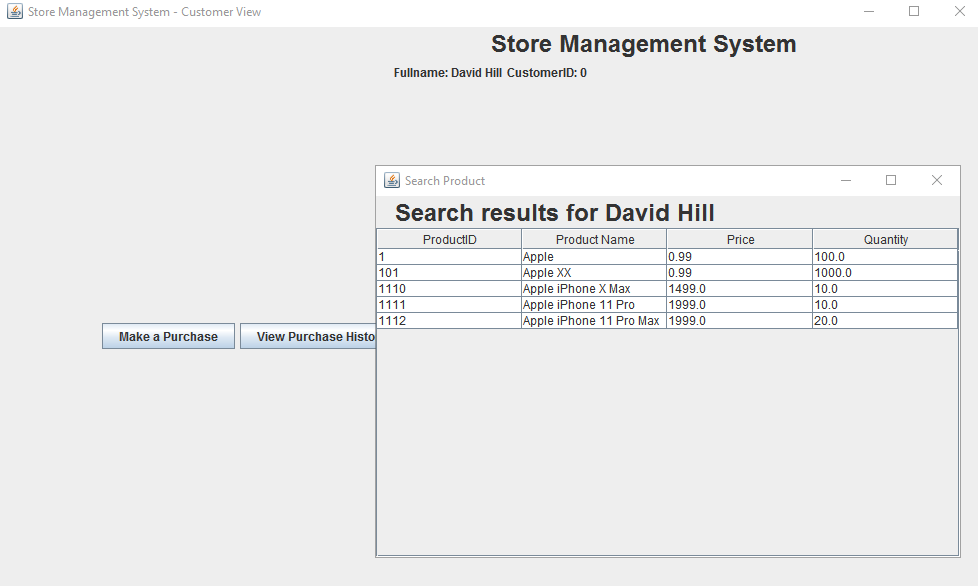 Store Management System - Customer View
Store Management System
Fullname: David Hill CustomerID: 0
Search Product
Search results for David Hill
ProductID Product Name Price Quantity
1 Apple 0.99 100.0
101 Apple XX 0.99 1000.0
1110 Apple iPhone X Max 1499.0 10.0
1111 Apple iPhone 11 Pro 1999.0 10.0
1112 Apple iPhone 11 Pro Max 1999.0 20.0
Make a Purchase View Purchase Histo